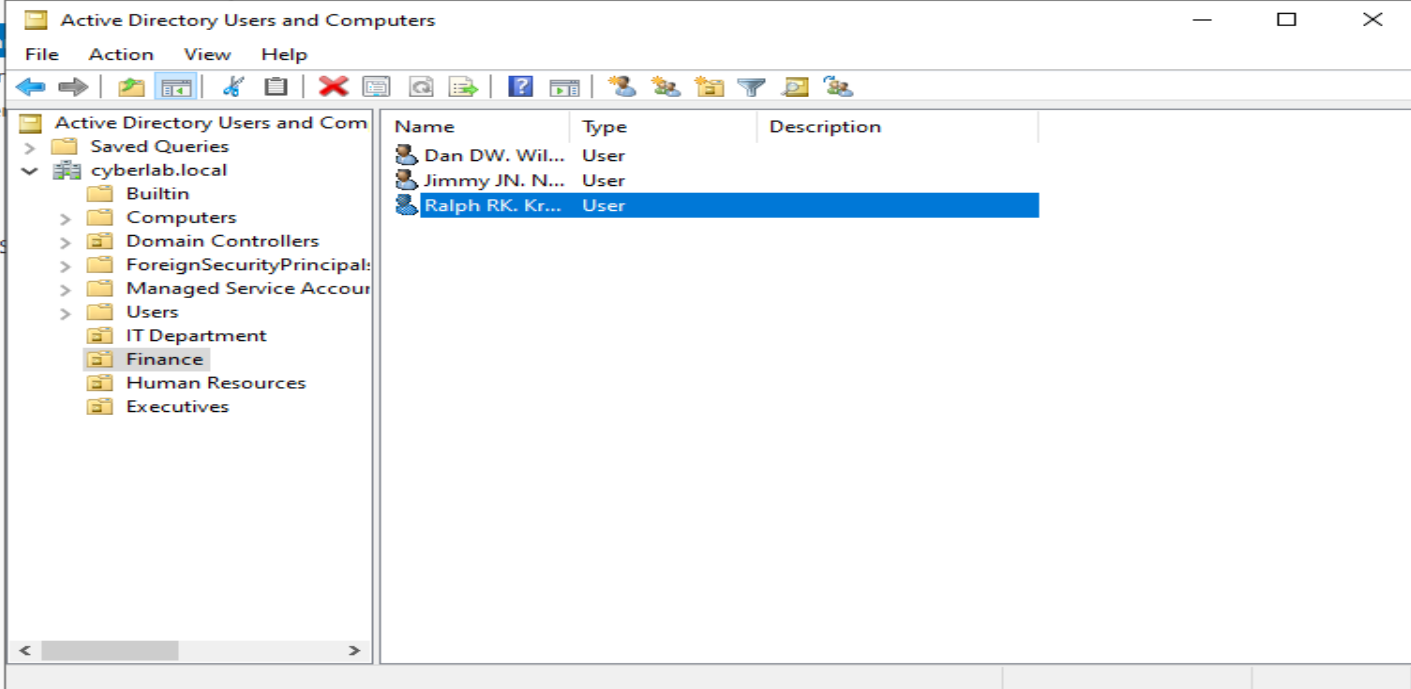 Active Directory Users and Computers
File Action View Help
Active Directory Users and Com
Saved Queries
cyberlab.local
Builtin
Computers
Domain Controllers
ForeignSecurityPrincipals
Managed Service Accour
Users
IT Department
Finance
Human Resources
Executives
Name Type Description
Dan DW. Wil... User
Jimmy JN. N... User
Ralph RK. Kr... User